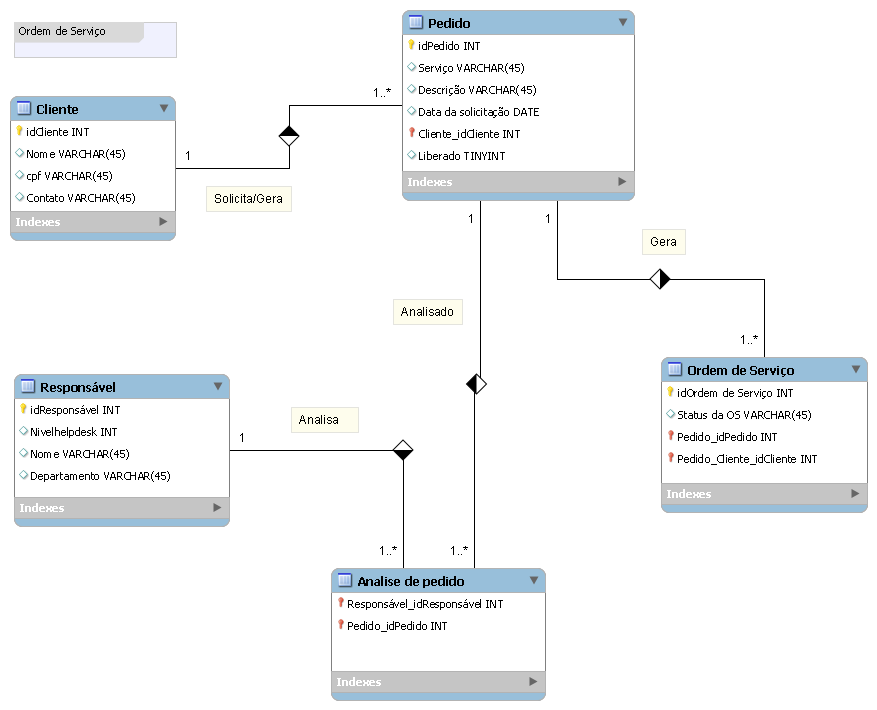 Ordem de Serviço
Cliente
idCliente INT
Nome VARCHAR(45)
cpf VARCHAR(45)
Contato VARCHAR(45)
Indexes
1
Solicita/Gera
1..*
Pedido
idPedido INT
Serviço VARCHAR(45)
Descrição VARCHAR(45)
Data da solicitação DATE
Cliente_idCliente INT
Liberado TINYINT
Indexes
1
1
Gera
Analisado
1..*
Ordem de Serviço
idOrdem de Serviço INT
Status da OS VARCHAR(45)
Pedido_idPedido INT
Pedido_Cliente_idCliente INT
Indexes
Responsável
idResponsável INT
Nivelhelpdesk INT
Nome VARCHAR(45)
Departamento VARCHAR(45)
Indexes
1
Analisa
1..*
1..*
Analise de pedido
Responsável_idResponsável INT
Pedido_idPedido INT
Indexes